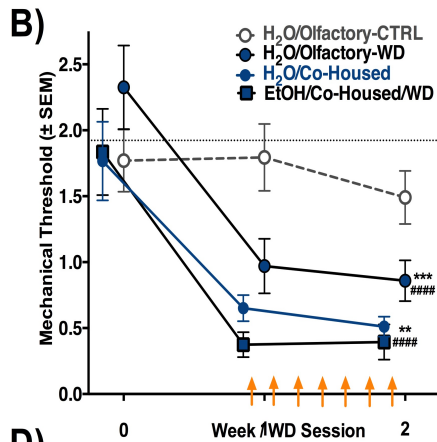 B)
H2O/Olfactory-CTRL
H2O/Olfactory-WD
H2O/Co-Housed
EtOH/Co-Housed/WD
Mechanical Threshold (± SEM)
2.5
2.0
1.5
1.0
0.5
0.0
***
####
**
####
0
1
2
Week WD Session
D)